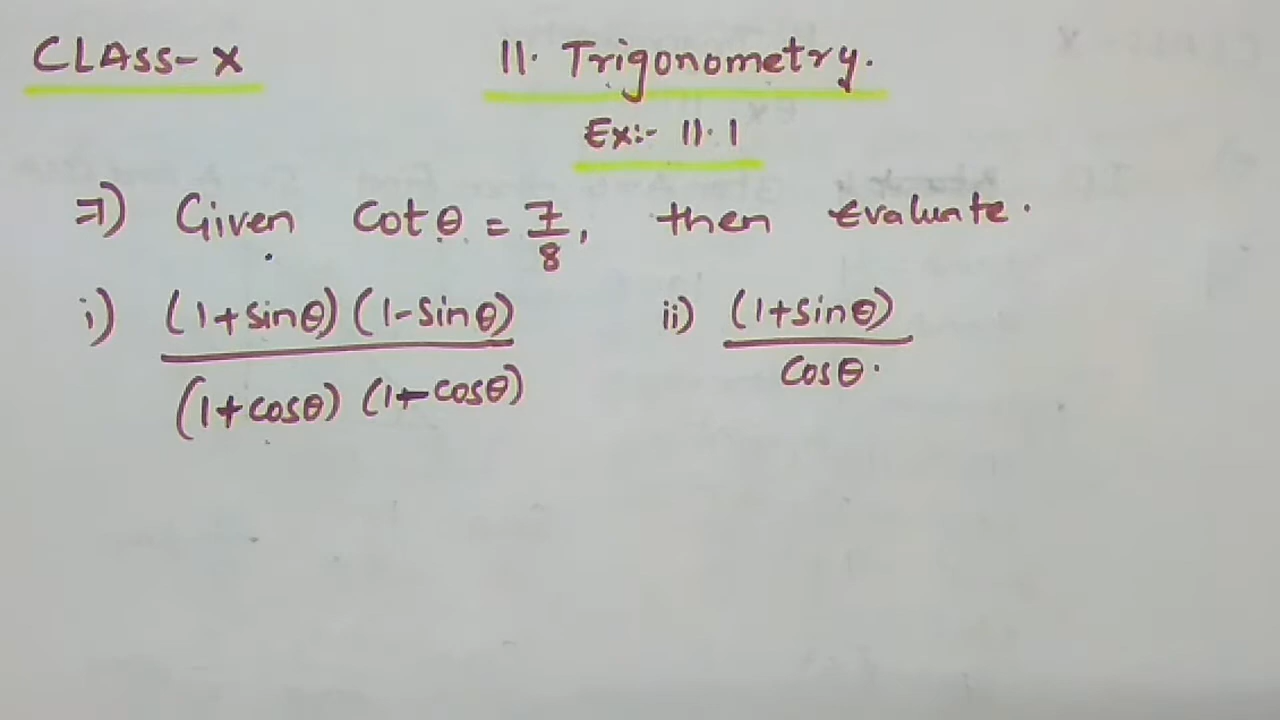 CLASS-X 11. Trigonometry.
Ex:- 11.1
7) Given cot θ = 7/8, then Evaluate.
i) (1+sinθ)(1-sinθ) / (1+cosθ)(1-cosθ) ii) (1+sinθ) / cosθ.